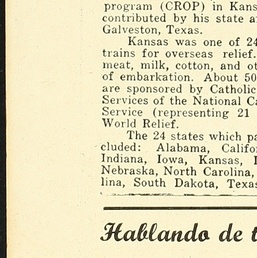 program (CROP) in Kans
contributed by his state a
Galveston, Texas.
Kansas was one of 24
trains for overseas relief.
meat, milk, cotton, and ot
of embarkation. About 50
are sponsored by Catholic
Services of the National Ca
Service (representing 21
World Relief.
The 24 states which pa
cluded: Alabama, Califo
Indiana, Iowa, Kansas,
Nebraska, North Carolina,
lina, South Dakota, Texas
Hablando de t